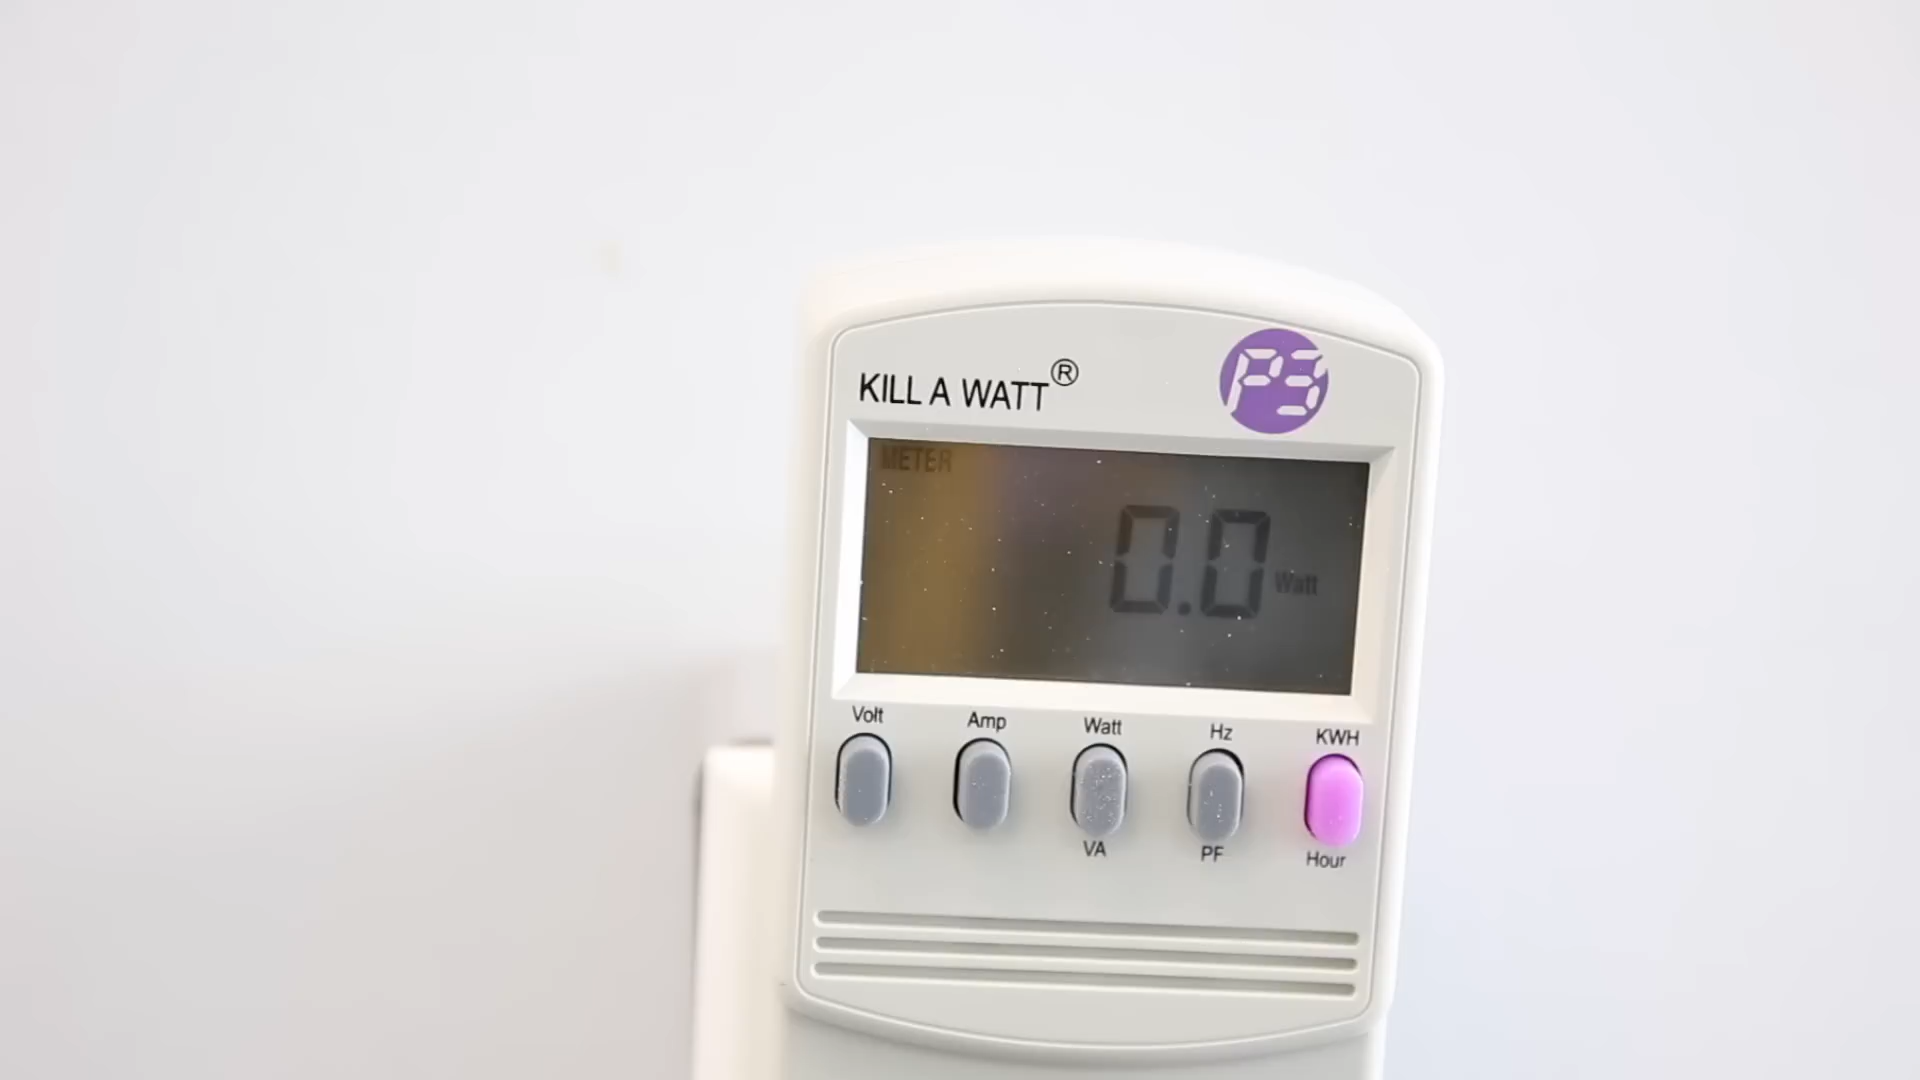 KILL A WATT®
P3
METER
0.0 Watt
Volt Amp Watt Hz KWH
VA PF Hour